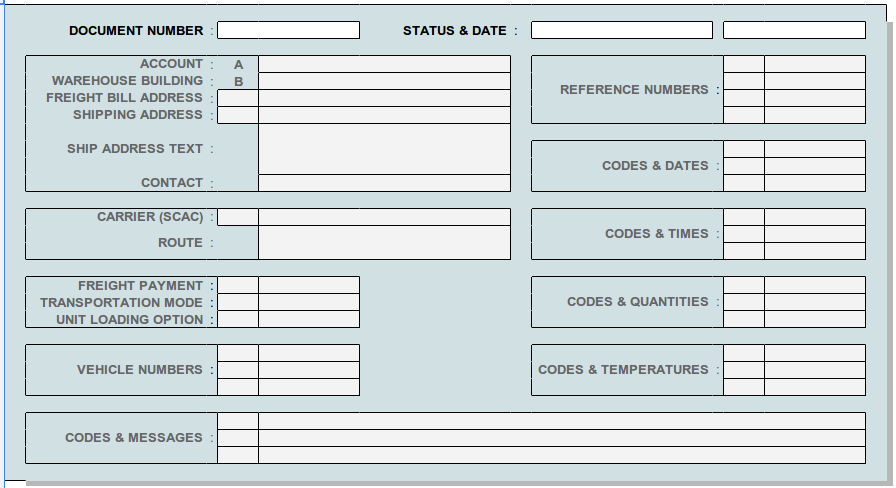 DOCUMENT NUMBER : STATUS & DATE :
ACCOUNT : A
WAREHOUSE BUILDING : B
REFERENCE NUMBERS :
FREIGHT BILL ADDRESS :
SHIPPING ADDRESS :
SHIP ADDRESS TEXT :
CODES & DATES :
CONTACT :
CARRIER (SCAC) :
CODES & TIMES :
ROUTE :
FREIGHT PAYMENT :
TRANSPORTATION MODE :
CODES & QUANTITIES :
UNIT LOADING OPTION :
VEHICLE NUMBERS :
CODES & TEMPERATURES :
CODES & MESSAGES :